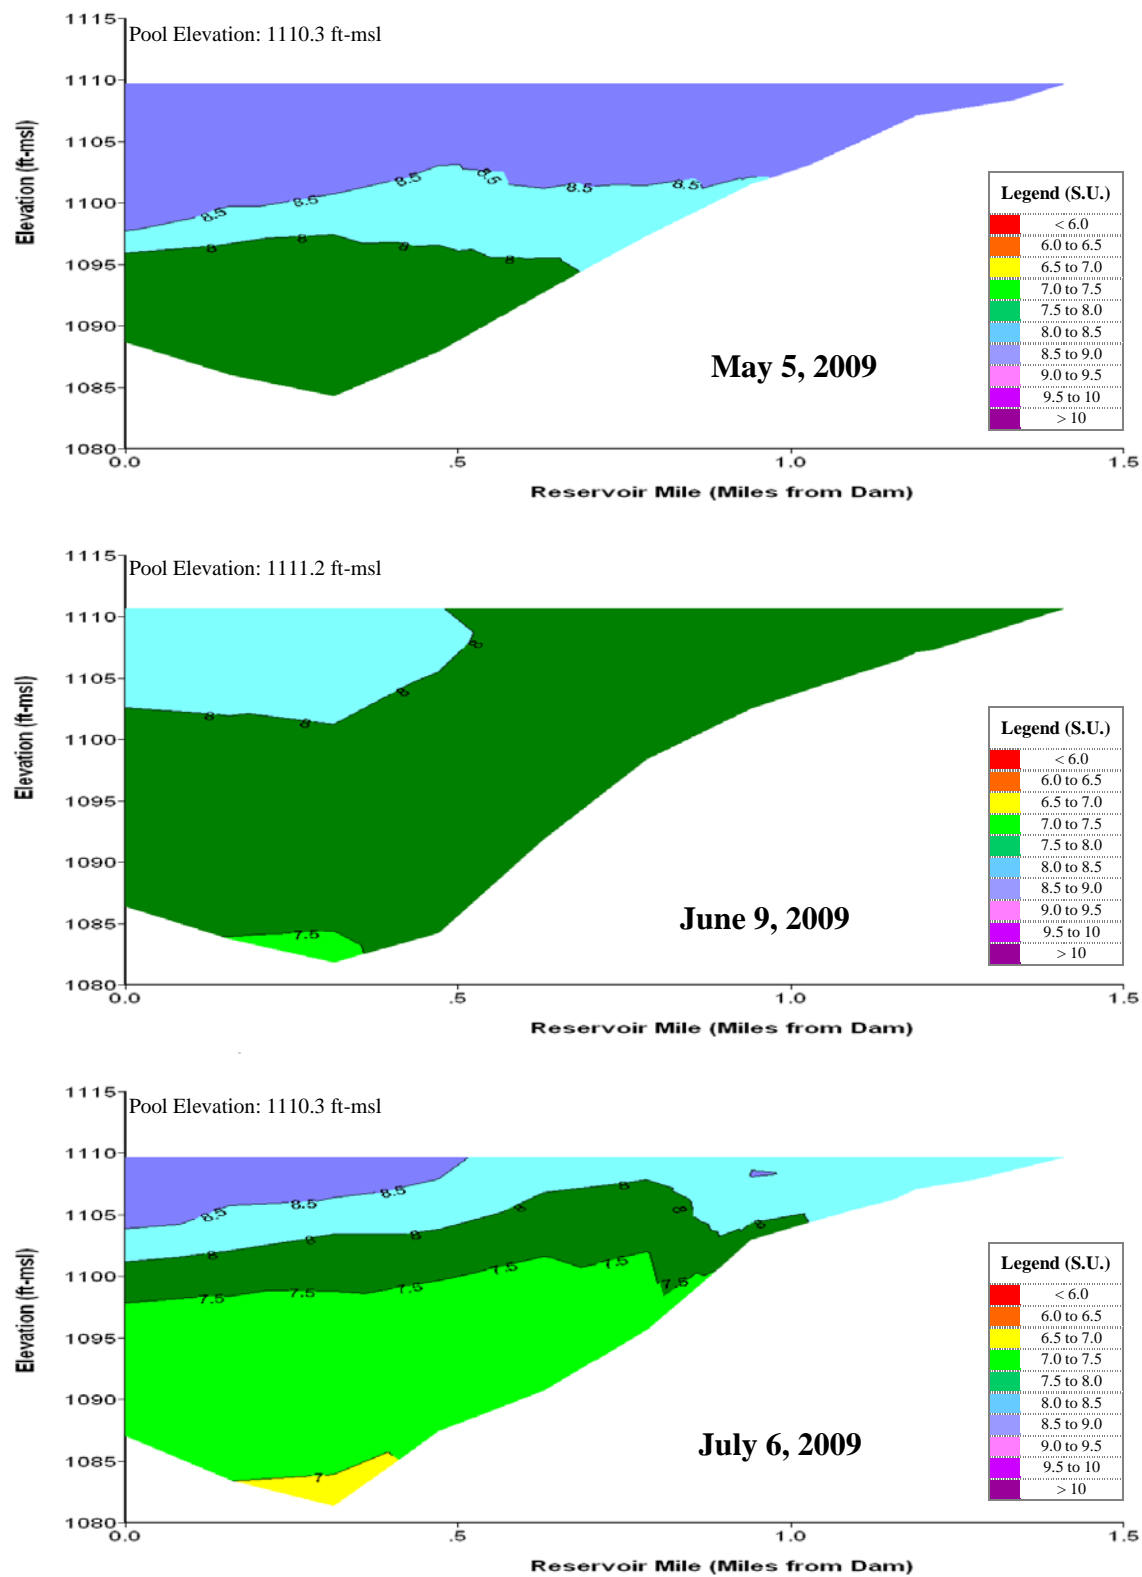 1115
Pool Elevation: 1110.3 ft-msl
1110
1105
1100
1095
1090
1085
1080
Elevation (ft-msl)
8.5
8.5
8.5
8.5
8.5
8.5
8
8
8
8
May 5, 2009
Legend (S.U.)
< 6.0
6.0 to 6.5
6.5 to 7.0
7.0 to 7.5
7.5 to 8.0
8.0 to 8.5
8.5 to 9.0
9.0 to 9.5
9.5 to 10
> 10
0.0 .5 1.0 1.5
Reservoir Mile (Miles from Dam)
1115
Pool Elevation: 1111.2 ft-msl
1110
1105
1100
1095
1090
1085
1080
Elevation (ft-msl)
8
8
8
8
7.5
June 9, 2009
Legend (S.U.)
< 6.0
6.0 to 6.5
6.5 to 7.0
7.0 to 7.5
7.5 to 8.0
8.0 to 8.5
8.5 to 9.0
9.0 to 9.5
9.5 to 10
> 10
0.0 .5 1.0 1.5
Reservoir Mile (Miles from Dam)
1115
Pool Elevation: 1110.3 ft-msl
1110
1105
1100
1095
1090
1085
1080
Elevation (ft-msl)
8.5
8.5
8.5
8
8
8
8
8
8
8
7.5
7.5
7.5
7.5
7.5
7.5
7
July 6, 2009
Legend (S.U.)
< 6.0
6.0 to 6.5
6.5 to 7.0
7.0 to 7.5
7.5 to 8.0
8.0 to 8.5
8.5 to 9.0
9.0 to 9.5
9.5 to 10
> 10
0.0 .5 1.0 1.5
Reservoir Mile (Miles from Dam)